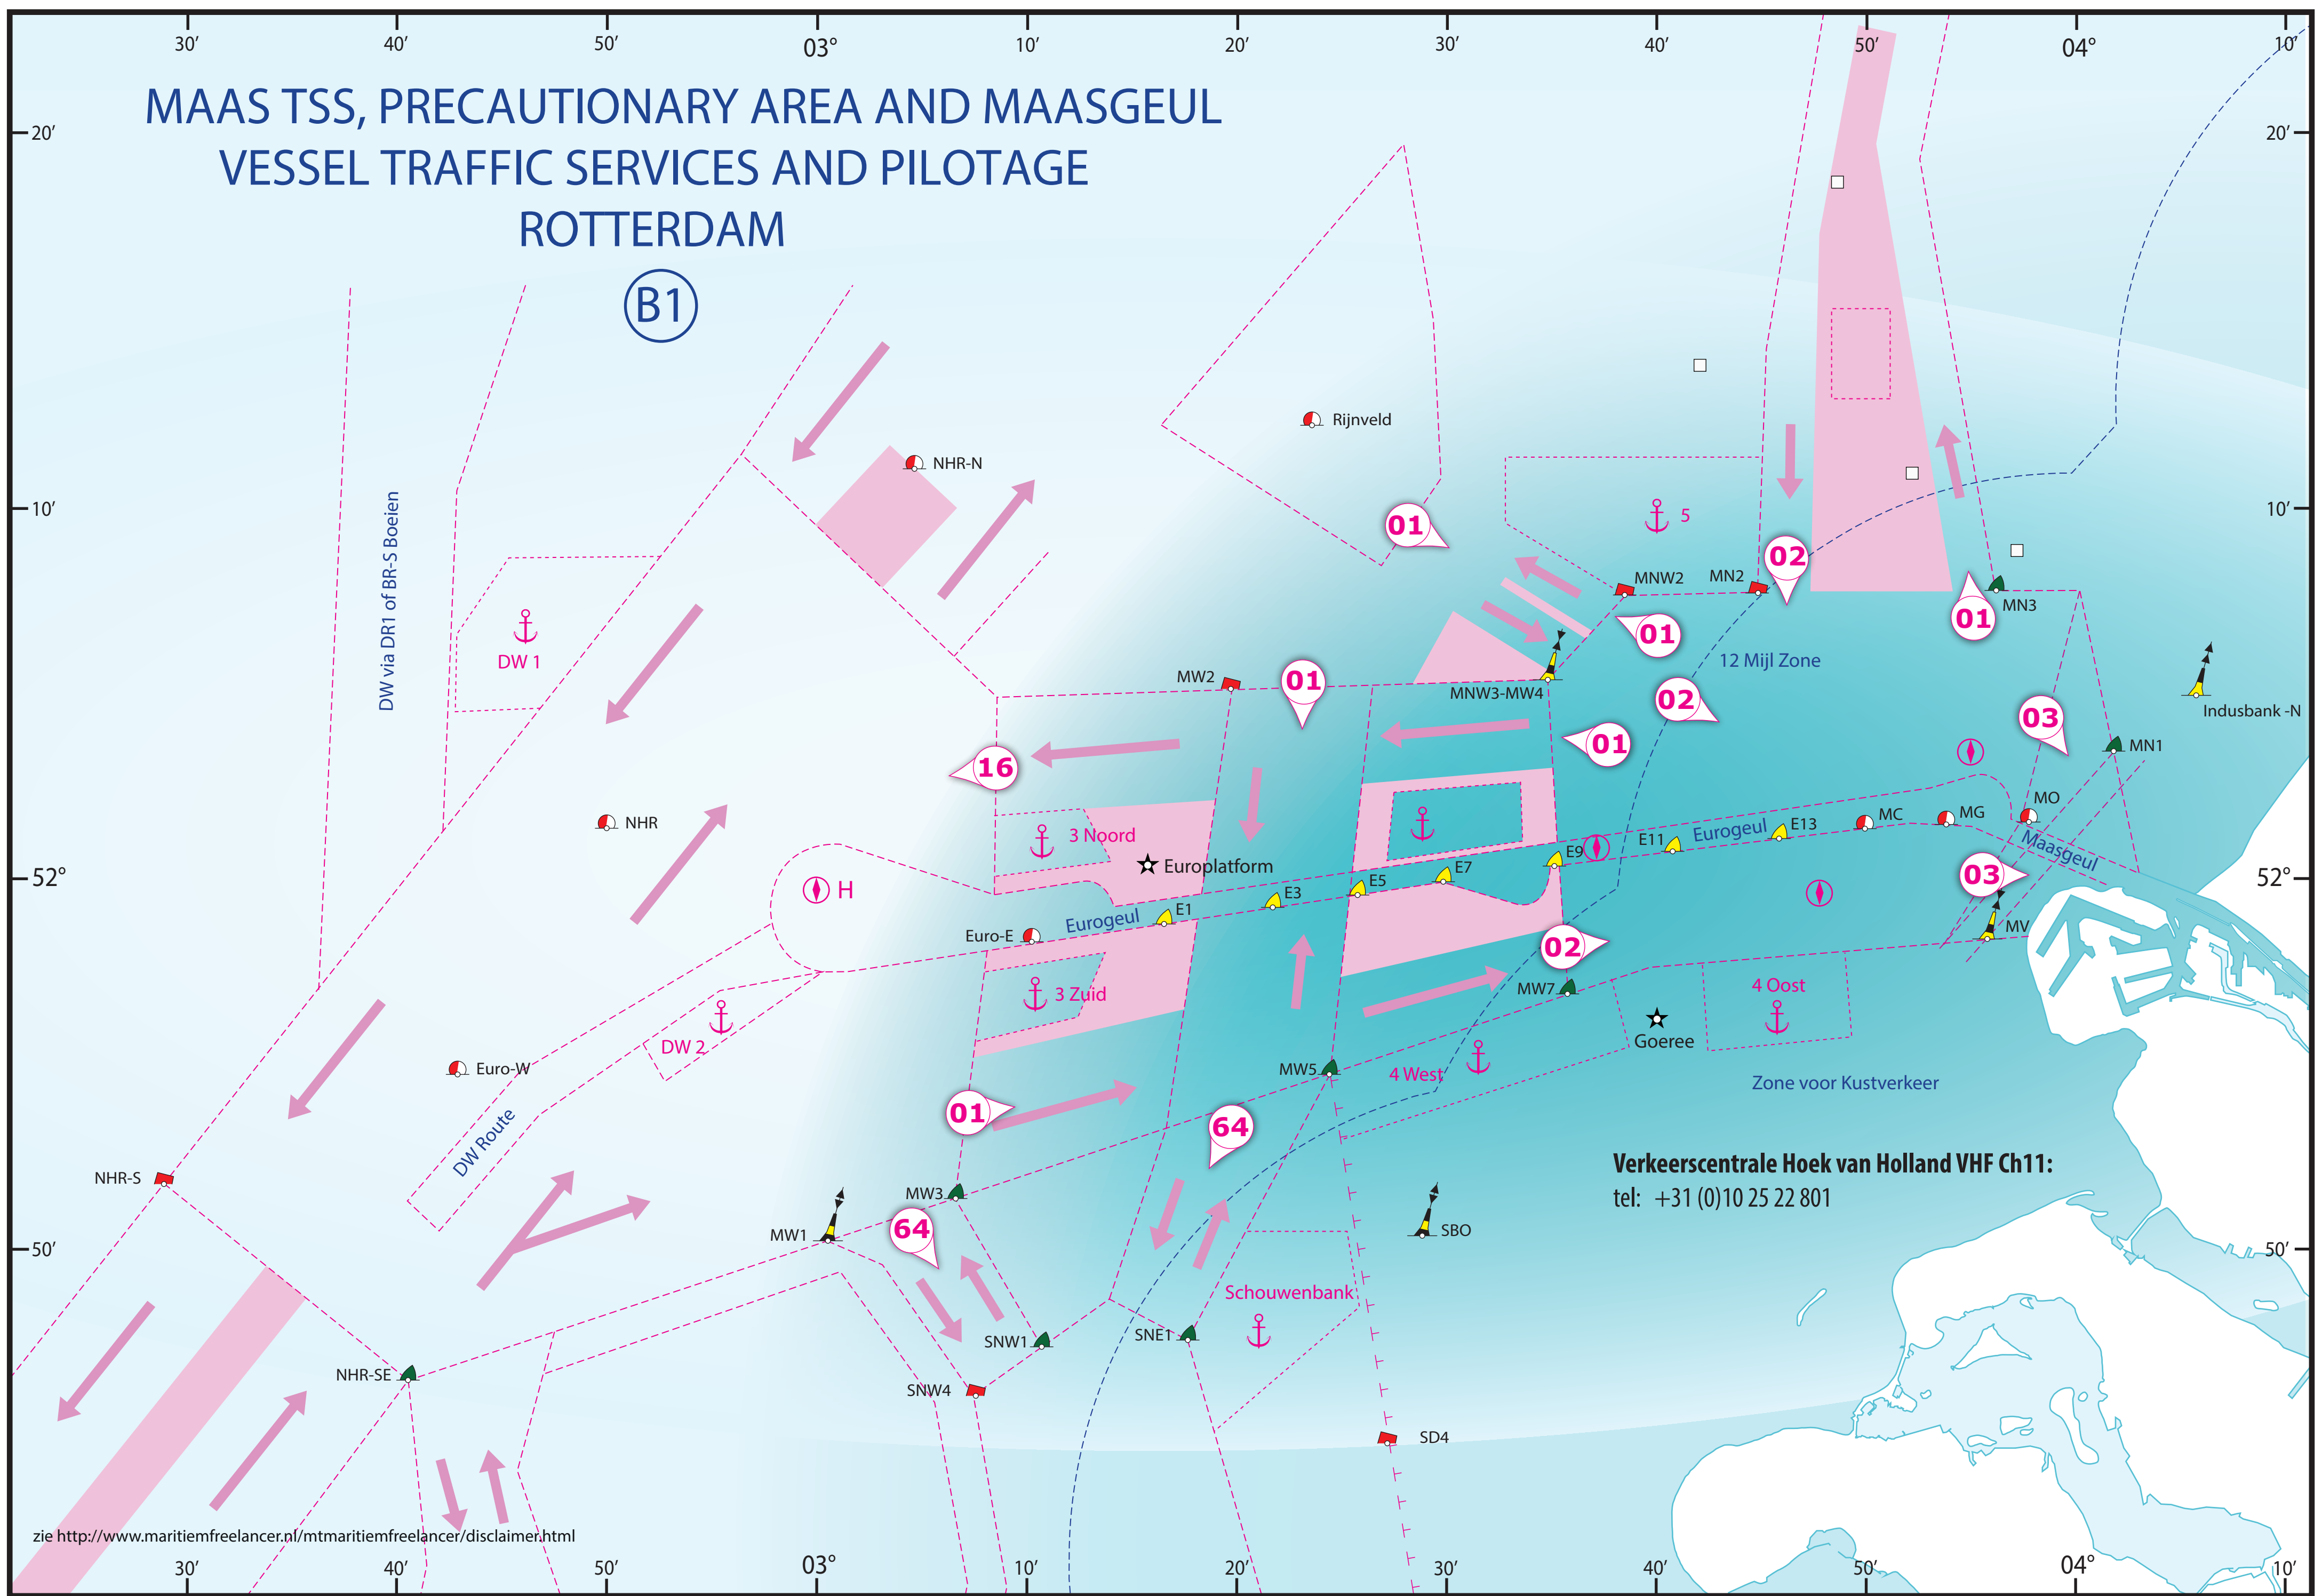 30’ 40’ 50’ 03° 10’ 20’ 30’ 40’ 50’ 04° 10’
MAAS TSS, PRECAUTIONARY AREA AND MAASGEUL
VESSEL TRAFFIC SERVICES AND PILOTAGE
ROTTERDAM
B1
20’ 20’
Rijnveld
NHR-N
DW via DR1 of BR-S Boeien
10’ 10’
5
01
02
MNW2
MN2
MN3
01
01
DW 1
12 Mijl Zone
MW2
01
MNW3-MW4
02
Indusbank -N
03
01
MN1
16
NHR
3 Noord
MO
MC
MG
E13
Eurogeul
E11
Maasgeul
E9
Europlatform
E7
52° 52°
E5
03
H
E3
E1
Eurogeul
Euro-E
MV
02
3 Zuid
MW7
4 Oost
DW 2
Goeree
Euro-W
MW5
4 West
Zone voor Kustverkeer
01
64
DW Route
Verkeerscentrale Hoek van Holland VHF Ch11:
NHR-S
MW3
tel: +31 (0)10 25 22 801
64
MW1
SBO
50’ 50’
Schouwenbank
SNE1
SNW1
NHR-SE
SNW4
SD4
zie http://www.maritiemfreelancer.nl/mtmaritiemfreelancer/disclaimer.html
30’ 40’ 50’ 03° 10’ 20’ 30’ 40’ 50’ 04° 10’